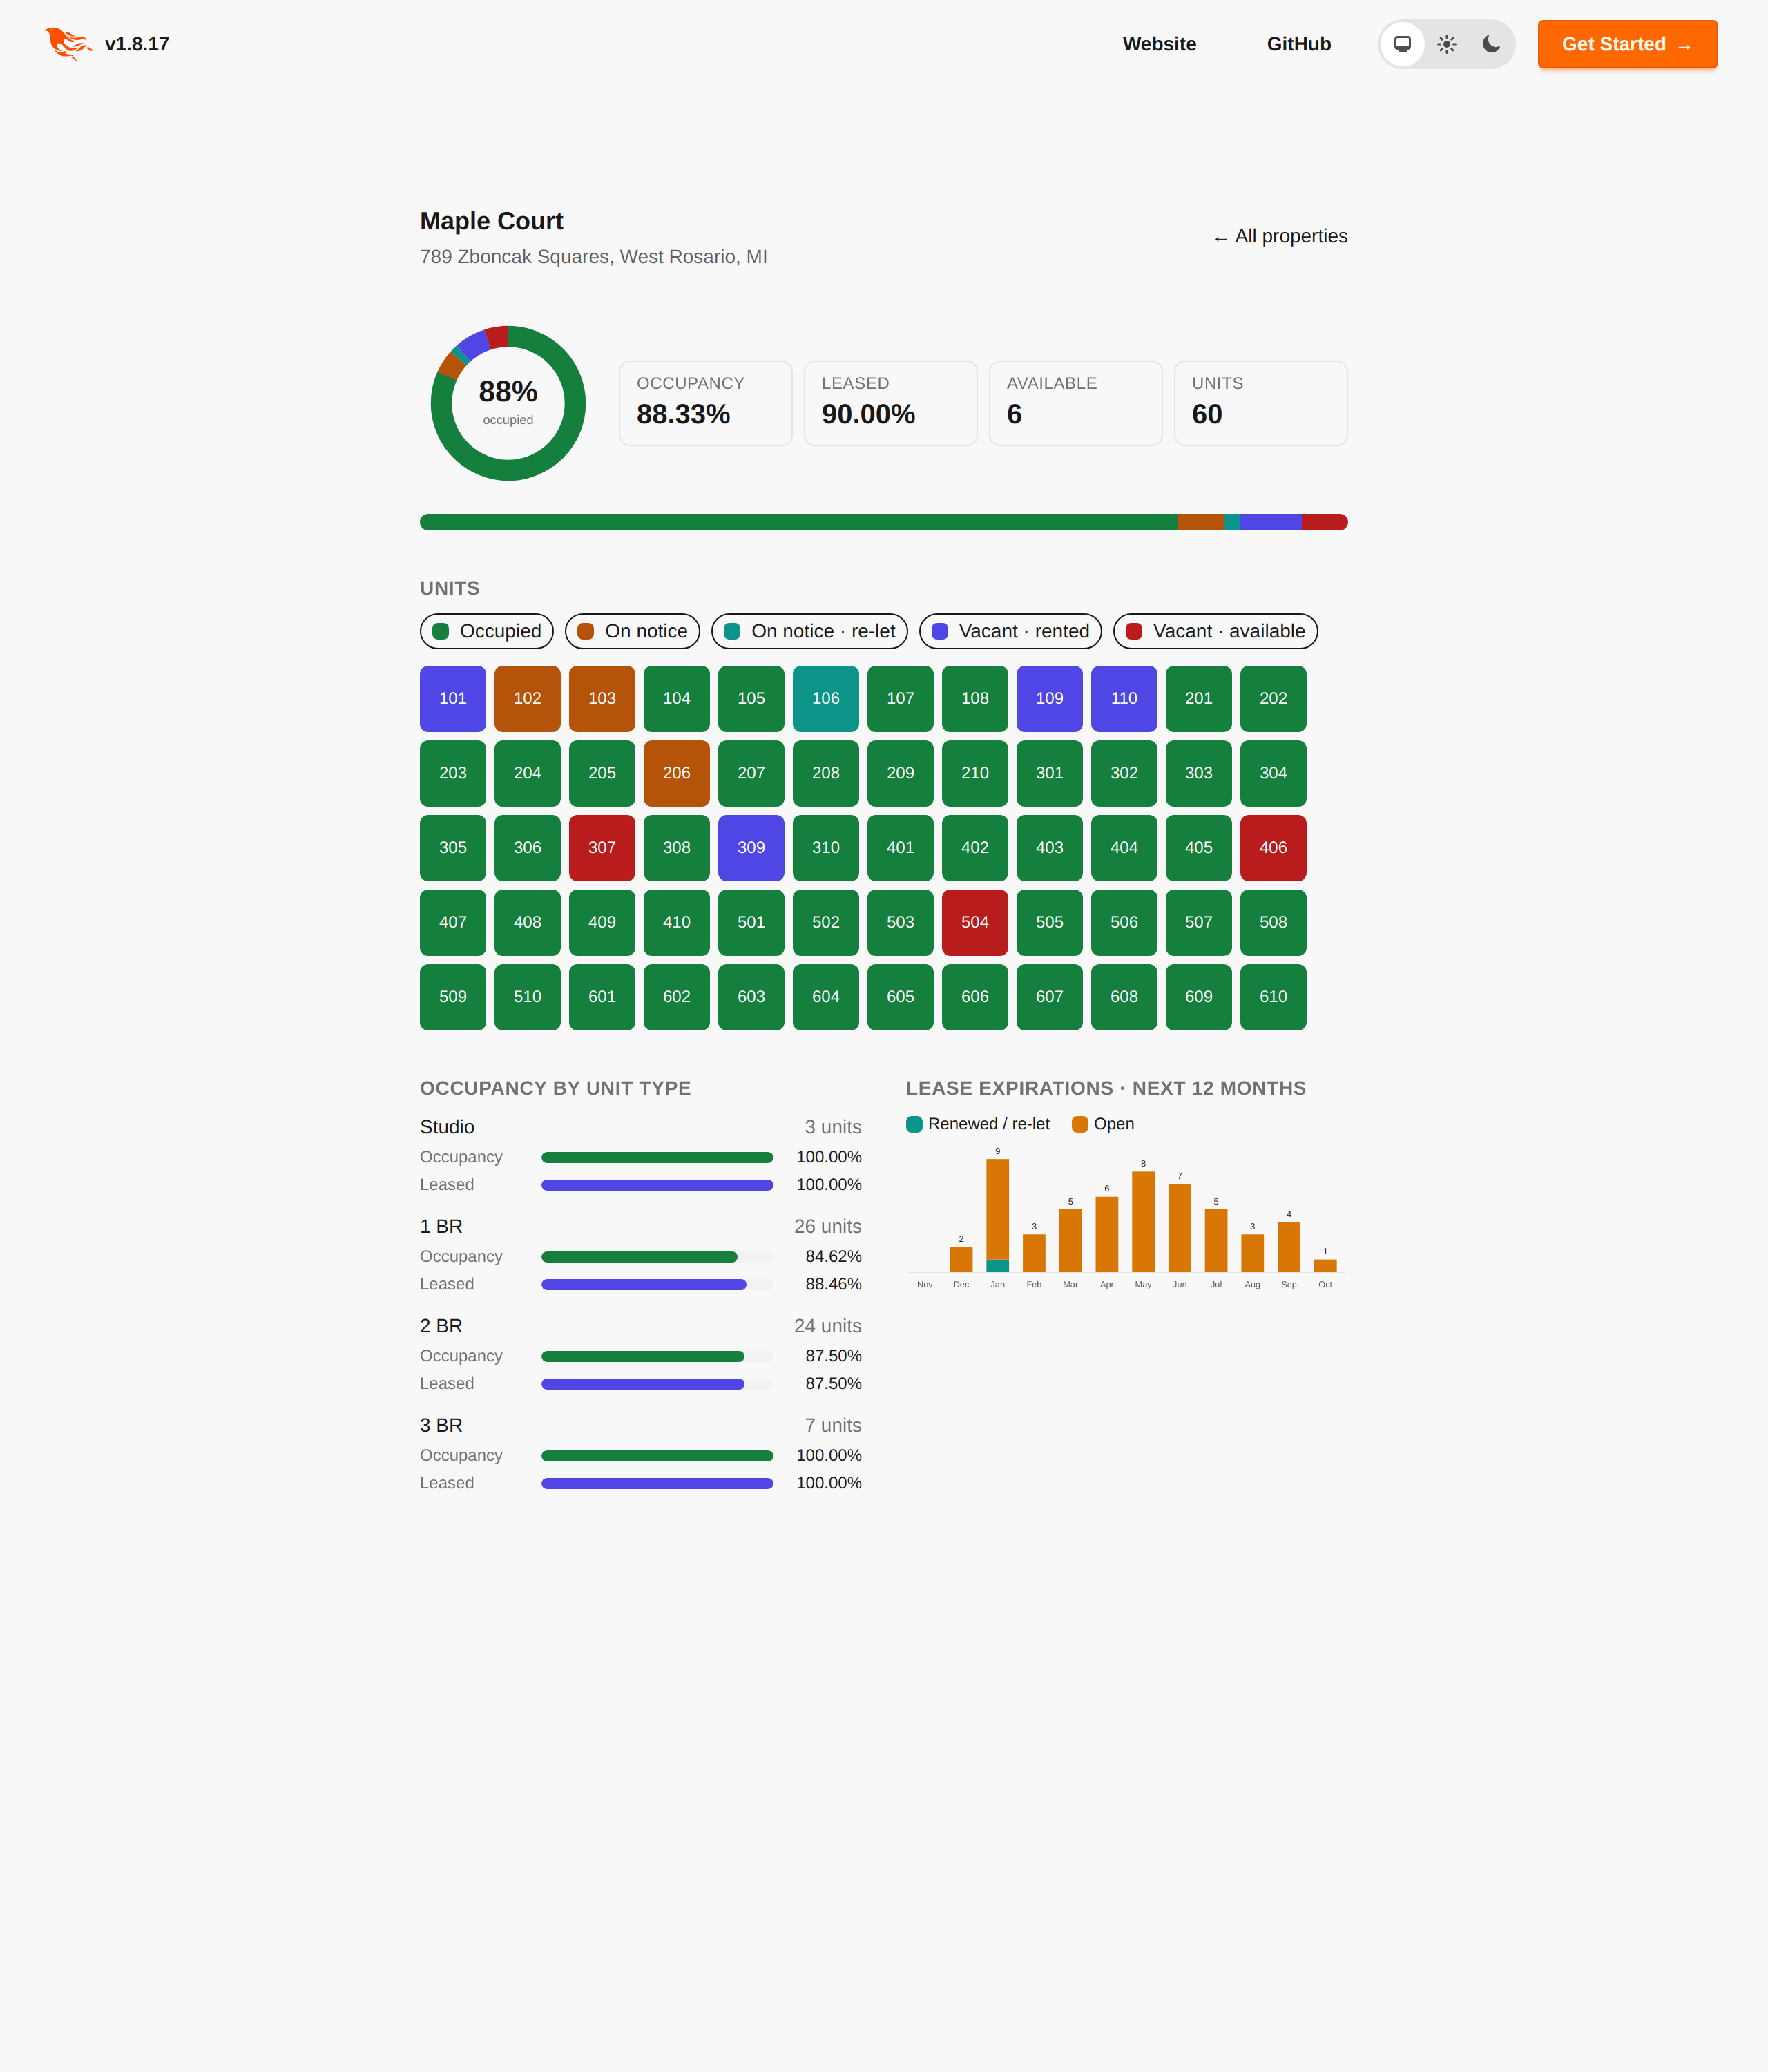 v1.8.17
Website
GitHub
Get Started →
Maple Court
789 Zboncak Squares, West Rosario, MI
← All properties
88%
occupied
OCCUPANCY
88.33%
LEASED
90.00%
AVAILABLE
6
UNITS
60
UNITS
Occupied
On notice
On notice · re-let
Vacant · rented
Vacant · available
101 102 103 104 105 106 107 108 109 110 201 202
203 204 205 206 207 208 209 210 301 302 303 304
305 306 307 308 309 310 401 402 403 404 405 406
407 408 409 410 501 502 503 504 505 506 507 508
509 510 601 602 603 604 605 606 607 608 609 610
OCCUPANCY BY UNIT TYPE
Studio 3 units
Occupancy 100.00%
Leased 100.00%
1 BR 26 units
Occupancy 84.62%
Leased 88.46%
2 BR 24 units
Occupancy 87.50%
Leased 87.50%
3 BR 7 units
Occupancy 100.00%
Leased 100.00%
LEASE EXPIRATIONS · NEXT 12 MONTHS
Renewed / re-let
Open
2 9 3 5 6 8 7 5 3 4 1
Nov Dec Jan Feb Mar Apr May Jun Jul Aug Sep Oct